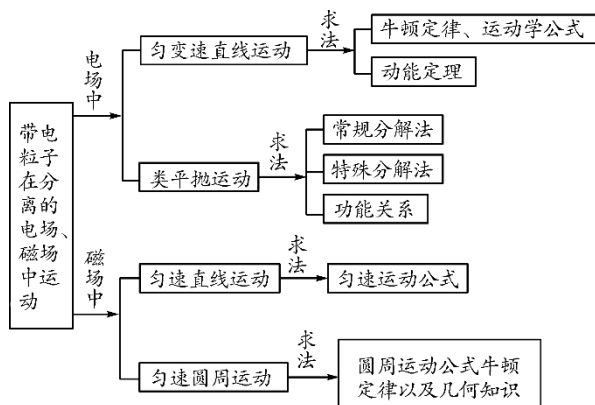 带电
粒子
在分
离的
电场、
磁场
中运
动
电场中
匀变速直线运动
求法
牛顿定律、运动学公式
动能定理
类平抛运动
求法
常规分解法
特殊分解法
功能关系
磁场中
匀速直线运动
求法
匀速运动公式
匀速圆周运动
求法
圆周运动公式牛顿
定律以及几何知识